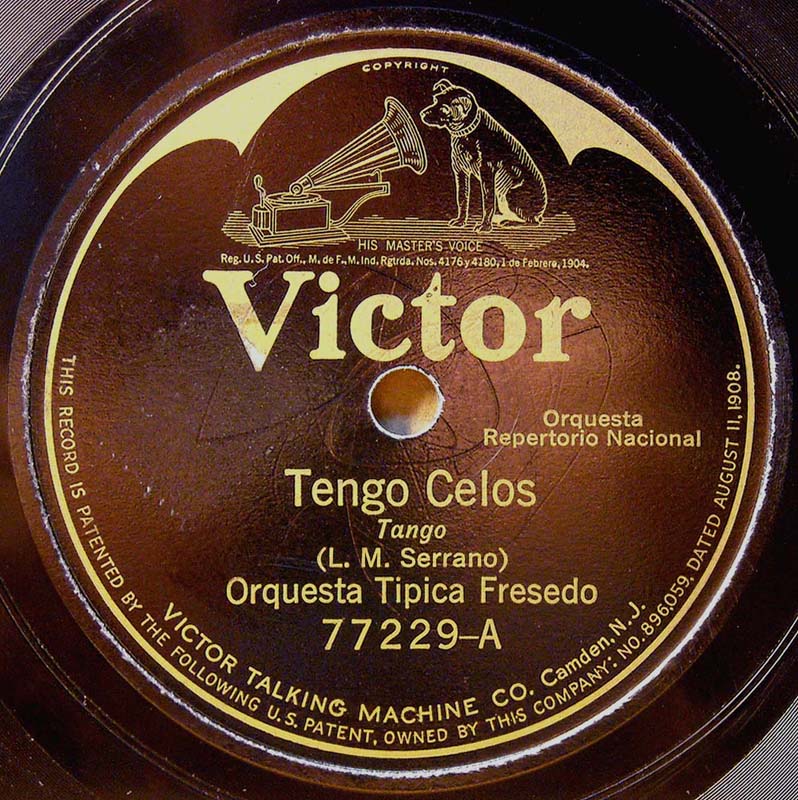 COPYRIGHT
HIS MASTER'S VOICE
Reg. U.S. Pat. Off., M. de F., M. Ind. Rgtrda. Nos. 4176 y 4180, 1 de Febrero, 1904.
Victor
Orquesta
Repertorio Nacional
Tengo Celos
Tango
(L. M. Serrano)
Orquesta Tipica Fresedo
77229-A
VICTOR TALKING MACHINE CO. Camden, N.J.
THIS RECORD IS PATENTED BY THE FOLLOWING U.S. PATENT, OWNED BY THIS COMPANY: NO. 896,059. DATED AUGUST 11, 1908.